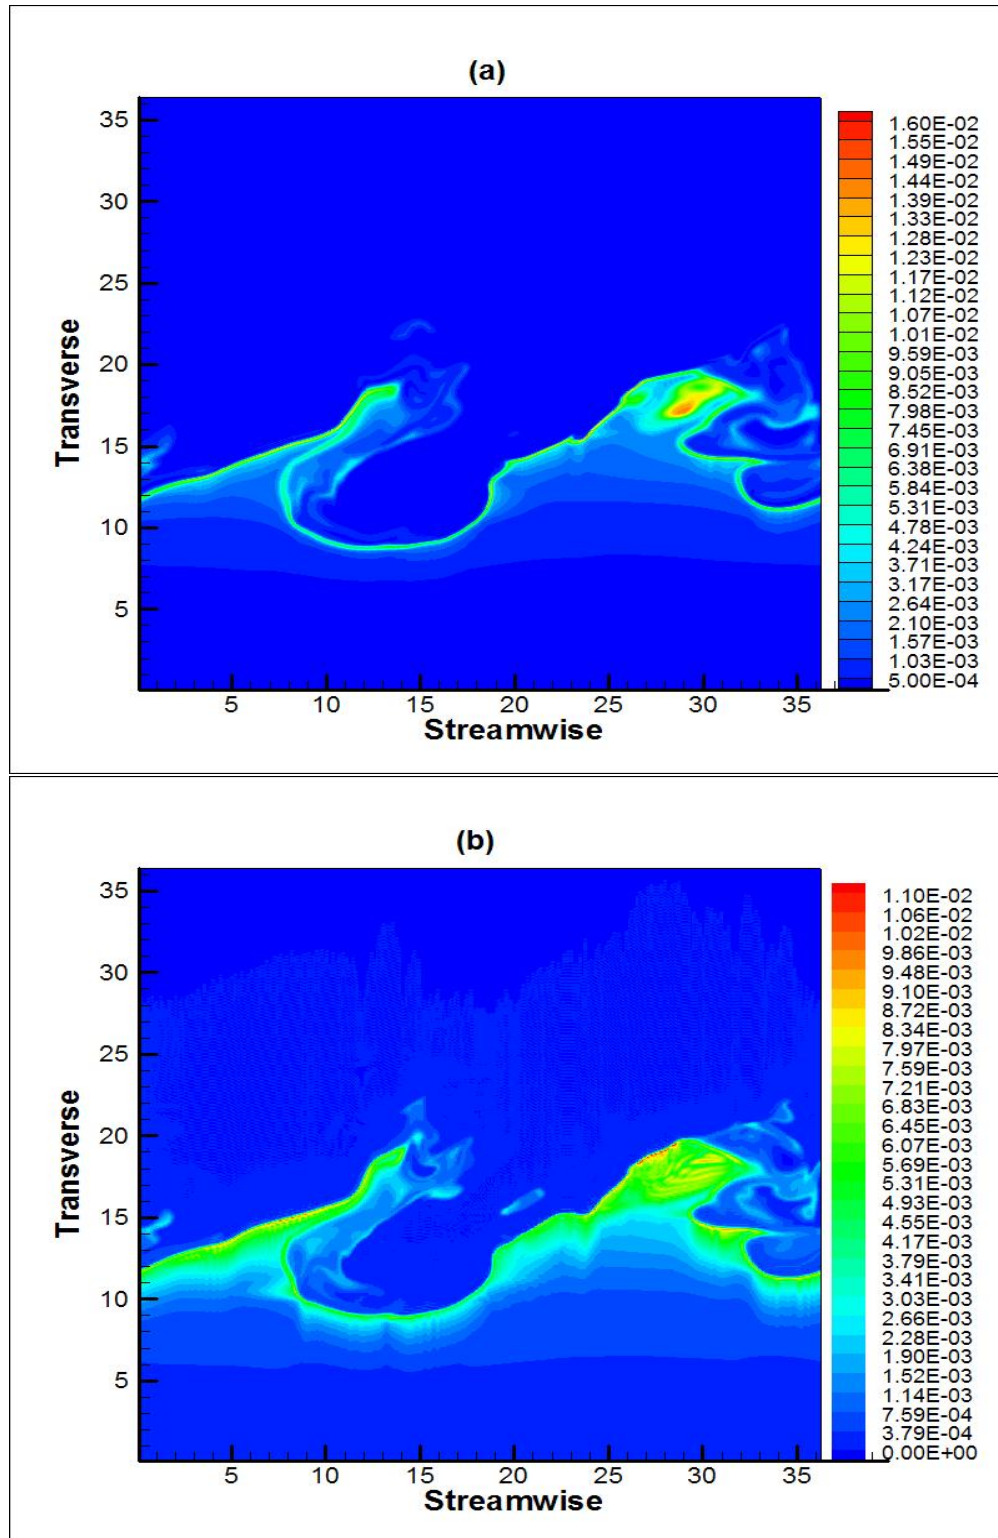 (a)
35
30
25
20
15
10
5
Transverse
5 10 15 20 25 30 35
Streamwise
1.60E-02
1.55E-02
1.49E-02
1.44E-02
1.39E-02
1.33E-02
1.28E-02
1.23E-02
1.17E-02
1.12E-02
1.07E-02
1.01E-02
9.59E-03
9.05E-03
8.52E-03
7.98E-03
7.45E-03
6.91E-03
6.38E-03
5.84E-03
5.31E-03
4.78E-03
4.24E-03
3.71E-03
3.17E-03
2.64E-03
2.10E-03
1.57E-03
1.03E-03
5.00E-04
(b)
35
30
25
20
15
10
5
Transverse
5 10 15 20 25 30 35
Streamwise
1.10E-02
1.06E-02
1.02E-02
9.86E-03
9.48E-03
9.10E-03
8.72E-03
8.34E-03
7.97E-03
7.59E-03
7.21E-03
6.83E-03
6.45E-03
6.07E-03
5.69E-03
5.31E-03
4.93E-03
4.55E-03
4.17E-03
3.79E-03
3.41E-03
3.03E-03
2.66E-03
2.28E-03
1.90E-03
1.52E-03
1.14E-03
7.59E-04
3.79E-04
0.00E+00